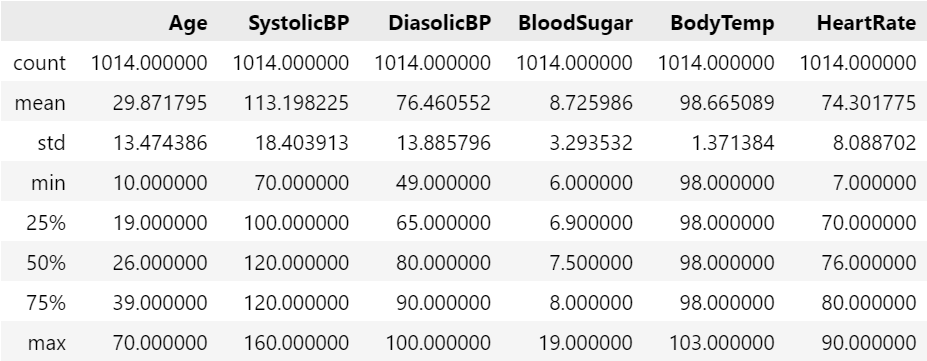 Age SystolicBP DiasolicBP BloodSugar BodyTemp HeartRate
count 1014.000000 1014.000000 1014.000000 1014.000000 1014.000000 1014.000000
mean 29.871795 113.198225 76.460552 8.725986 98.665089 74.301775
std 13.474386 18.403913 13.885796 3.293532 1.371384 8.088702
min 10.000000 70.000000 49.000000 6.000000 98.000000 7.000000
25% 19.000000 100.000000 65.000000 6.900000 98.000000 70.000000
50% 26.000000 120.000000 80.000000 7.500000 98.000000 76.000000
75% 39.000000 120.000000 90.000000 8.000000 98.000000 80.000000
max 70.000000 160.000000 100.000000 19.000000 103.000000 90.000000